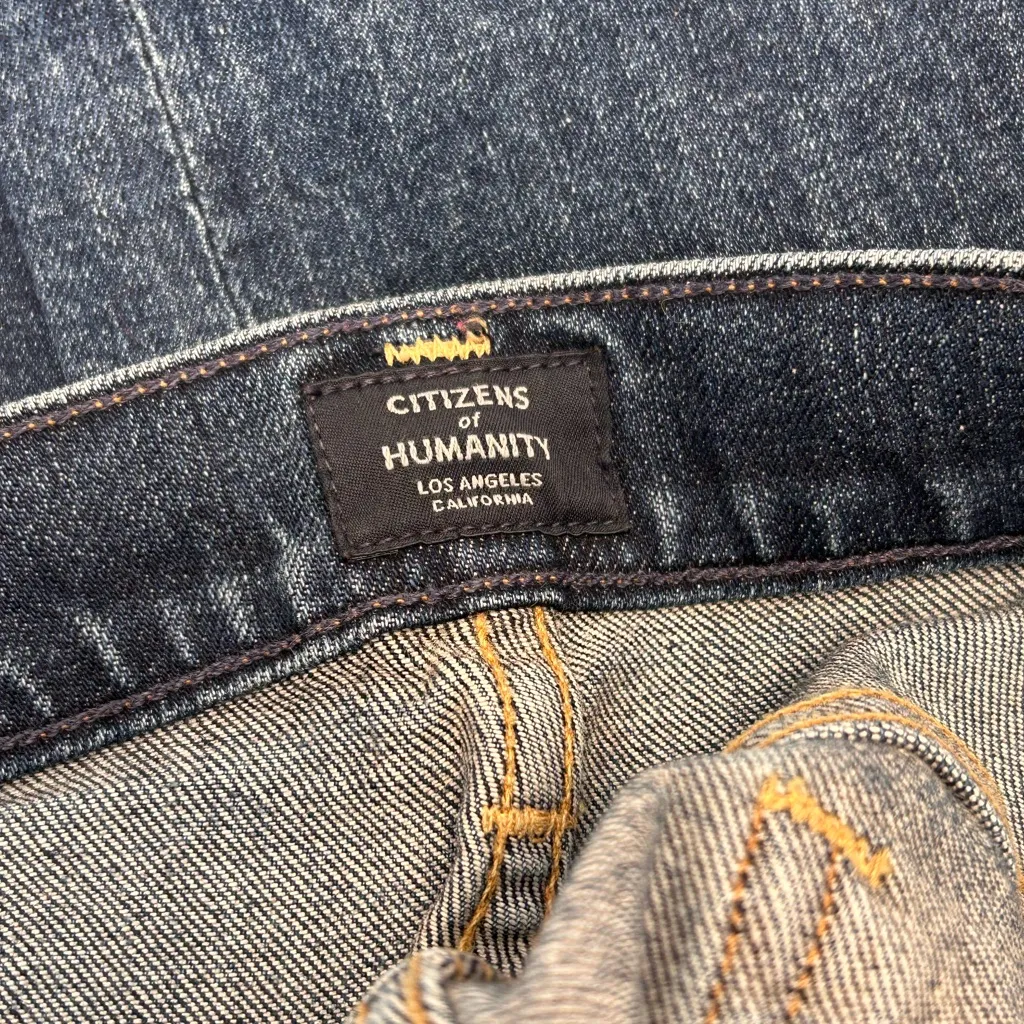 CITIZENS
of
HUMANITY
LOS ANGELES
CALIFORNIA